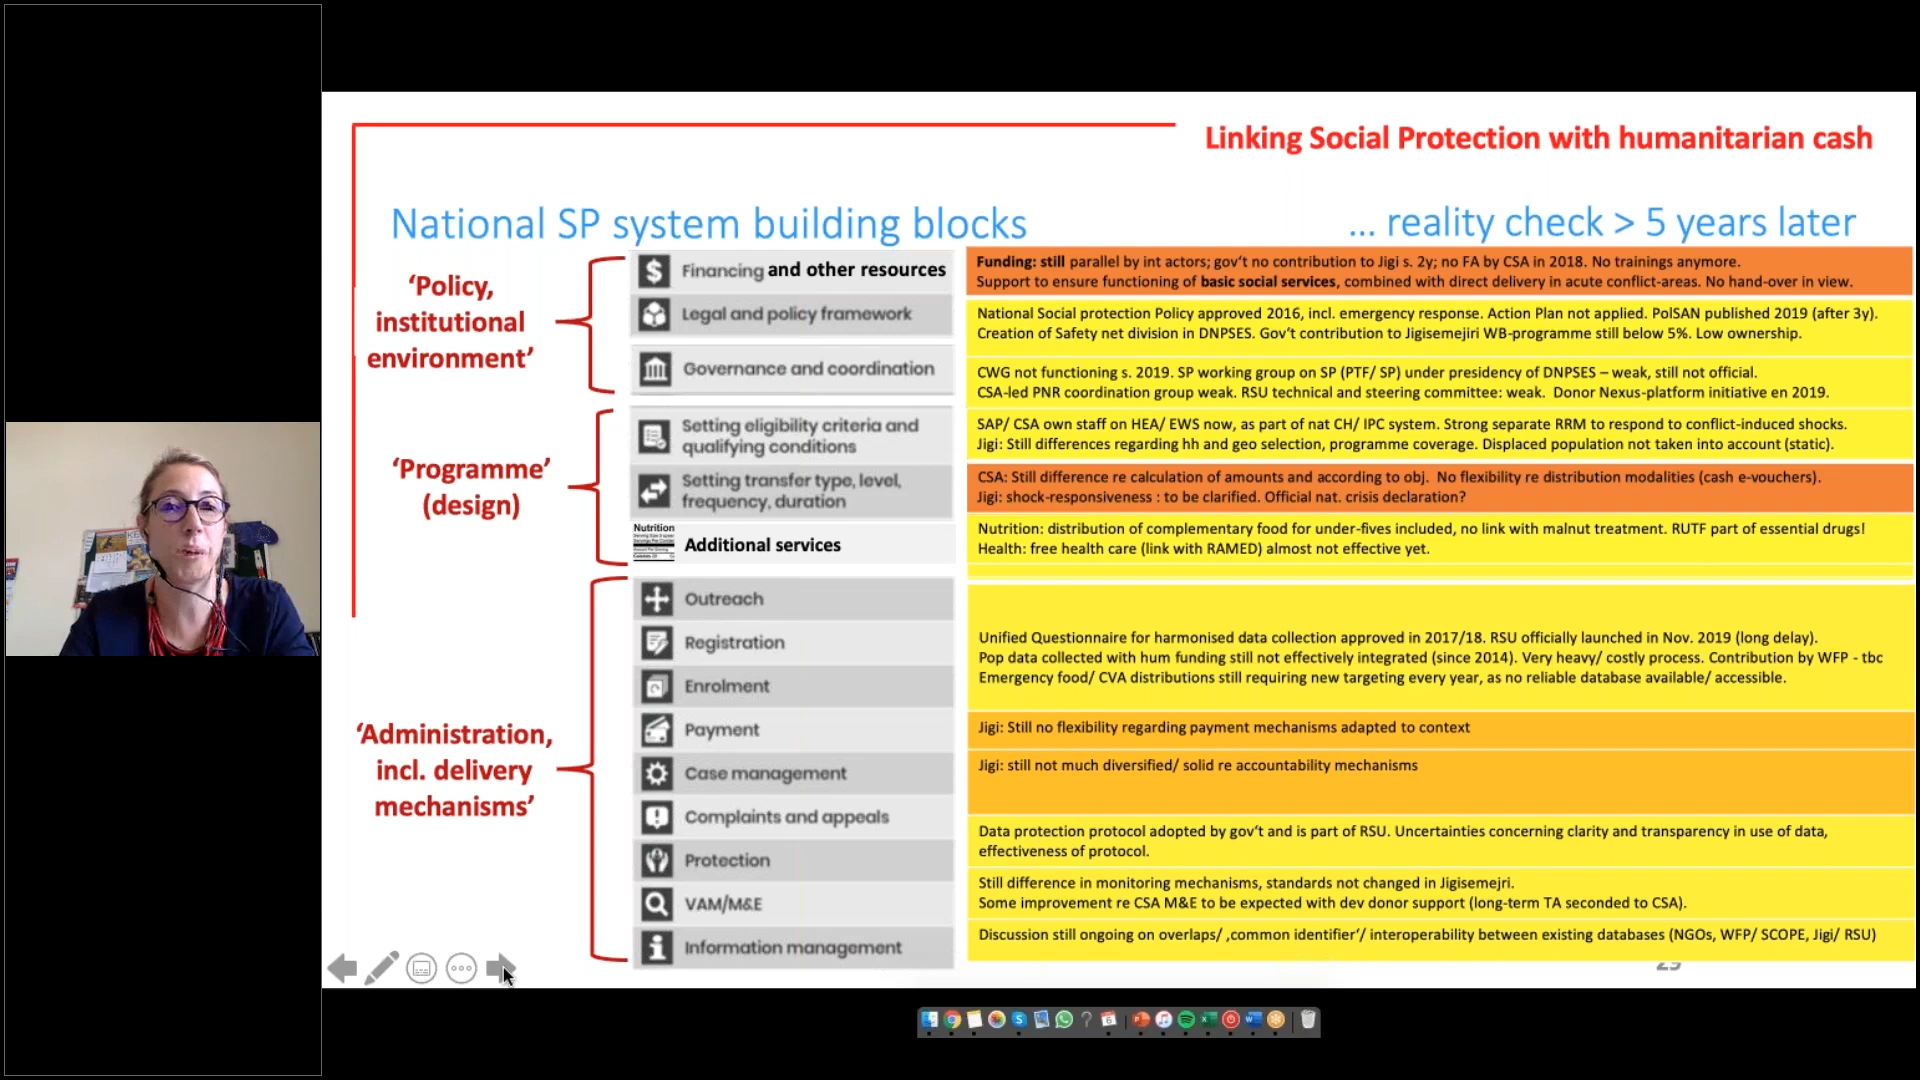 Linking Social Protection with humanitarian cash
National SP system building blocks
... reality check > 5 years later
‘Policy,
institutional
environment’
Financing and other resources
Legal and policy framework
Governance and coordination
Funding: still parallel by int actors; gov‘t no contribution to Jigi s. 2y; no FA by CSA in 2018. No trainings anymore.
Support to ensure functioning of basic social services, combined with direct delivery in acute conflict-areas. No hand-over in view.
National Social protection Policy approved 2016, incl. emergency response. Action Plan not applied. PolSAN published 2019 (after 3y).
Creation of Safety net division in DNPSES. Gov’t contribution to Jigisemejiri WB-programme still below 5%. Low ownership.
CWG not functioning s. 2019. SP working group on SP (PTF/ SP) under presidency of DNPSES – weak, still not official.
CSA-led PNR coordination group weak. RSU technical and steering committee: weak.  Donor Nexus-platform initiative en 2019.
‘Programme’
(design)
Setting eligibility criteria and
qualifying conditions
Setting transfer type, level,
frequency, duration
Nutrition
Additional services
SAP/ CSA own staff on HEA/ EWS now, as part of nat CH/ IPC system. Strong separate RRM to respond to conflict-induced shocks.
Jigi: Still differences regarding hh and geo selection, programme coverage. Displaced population not taken into account (static).
CSA: Still difference re calculation of amounts and according to obj.  No flexibility re distribution modalities (cash e-vouchers).
Jigi: shock-responsiveness : to be clarified. Official nat. crisis declaration?
Nutrition: distribution of complementary food for under-fives included, no link with malnut treatment. RUTF part of essential drugs!
Health: free health care (link with RAMED) almost not effective yet.
‘Administration,
incl. delivery
mechanisms’
Outreach
Registration
Enrolment
Payment
Case management
Complaints and appeals
Protection
VAM/M&E
Information management
Unified Questionnaire for harmonised data collection approved in 2017/18. RSU officially launched in Nov. 2019 (long delay).
Pop data collected with hum funding still not effectively integrated (since 2014). Very heavy/ costly process. Contribution by WFP - tbc
Emergency food/ CVA distributions still requiring new targeting every year, as no reliable database available/ accessible.
Jigi: Still no flexibility regarding payment mechanisms adapted to context
Jigi: still not much diversified/ solid re accountability mechanisms
Data protection protocol adopted by gov‘t and is part of RSU. Uncertainties concerning clarity and transparency in use of data,
effectiveness of protocol.
Still difference in monitoring mechanisms, standards not changed in Jigisemejri.
Some improvement re CSA M&E to be expected with dev donor support (long-term TA seconded to CSA).
Discussion still ongoing on overlaps/ ‚common identifier‘/ interoperability between existing databases (NGOs, WFP/ SCOPE, Jigi/ RSU)